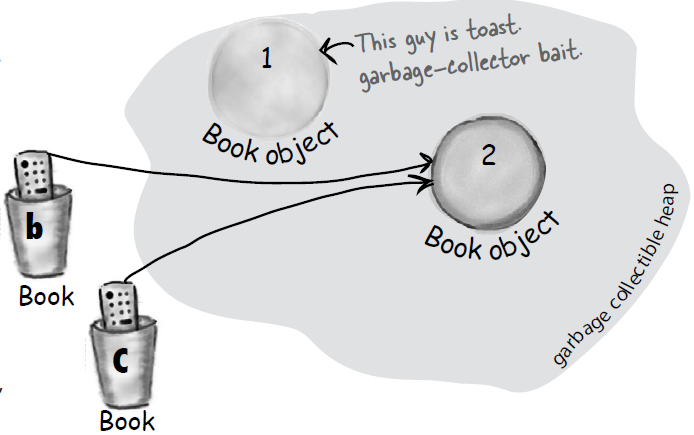 1
This guy is toast.
garbage-collector bait.
Book object
2
Book object
b
Book
c
Book
garbage collectible heap